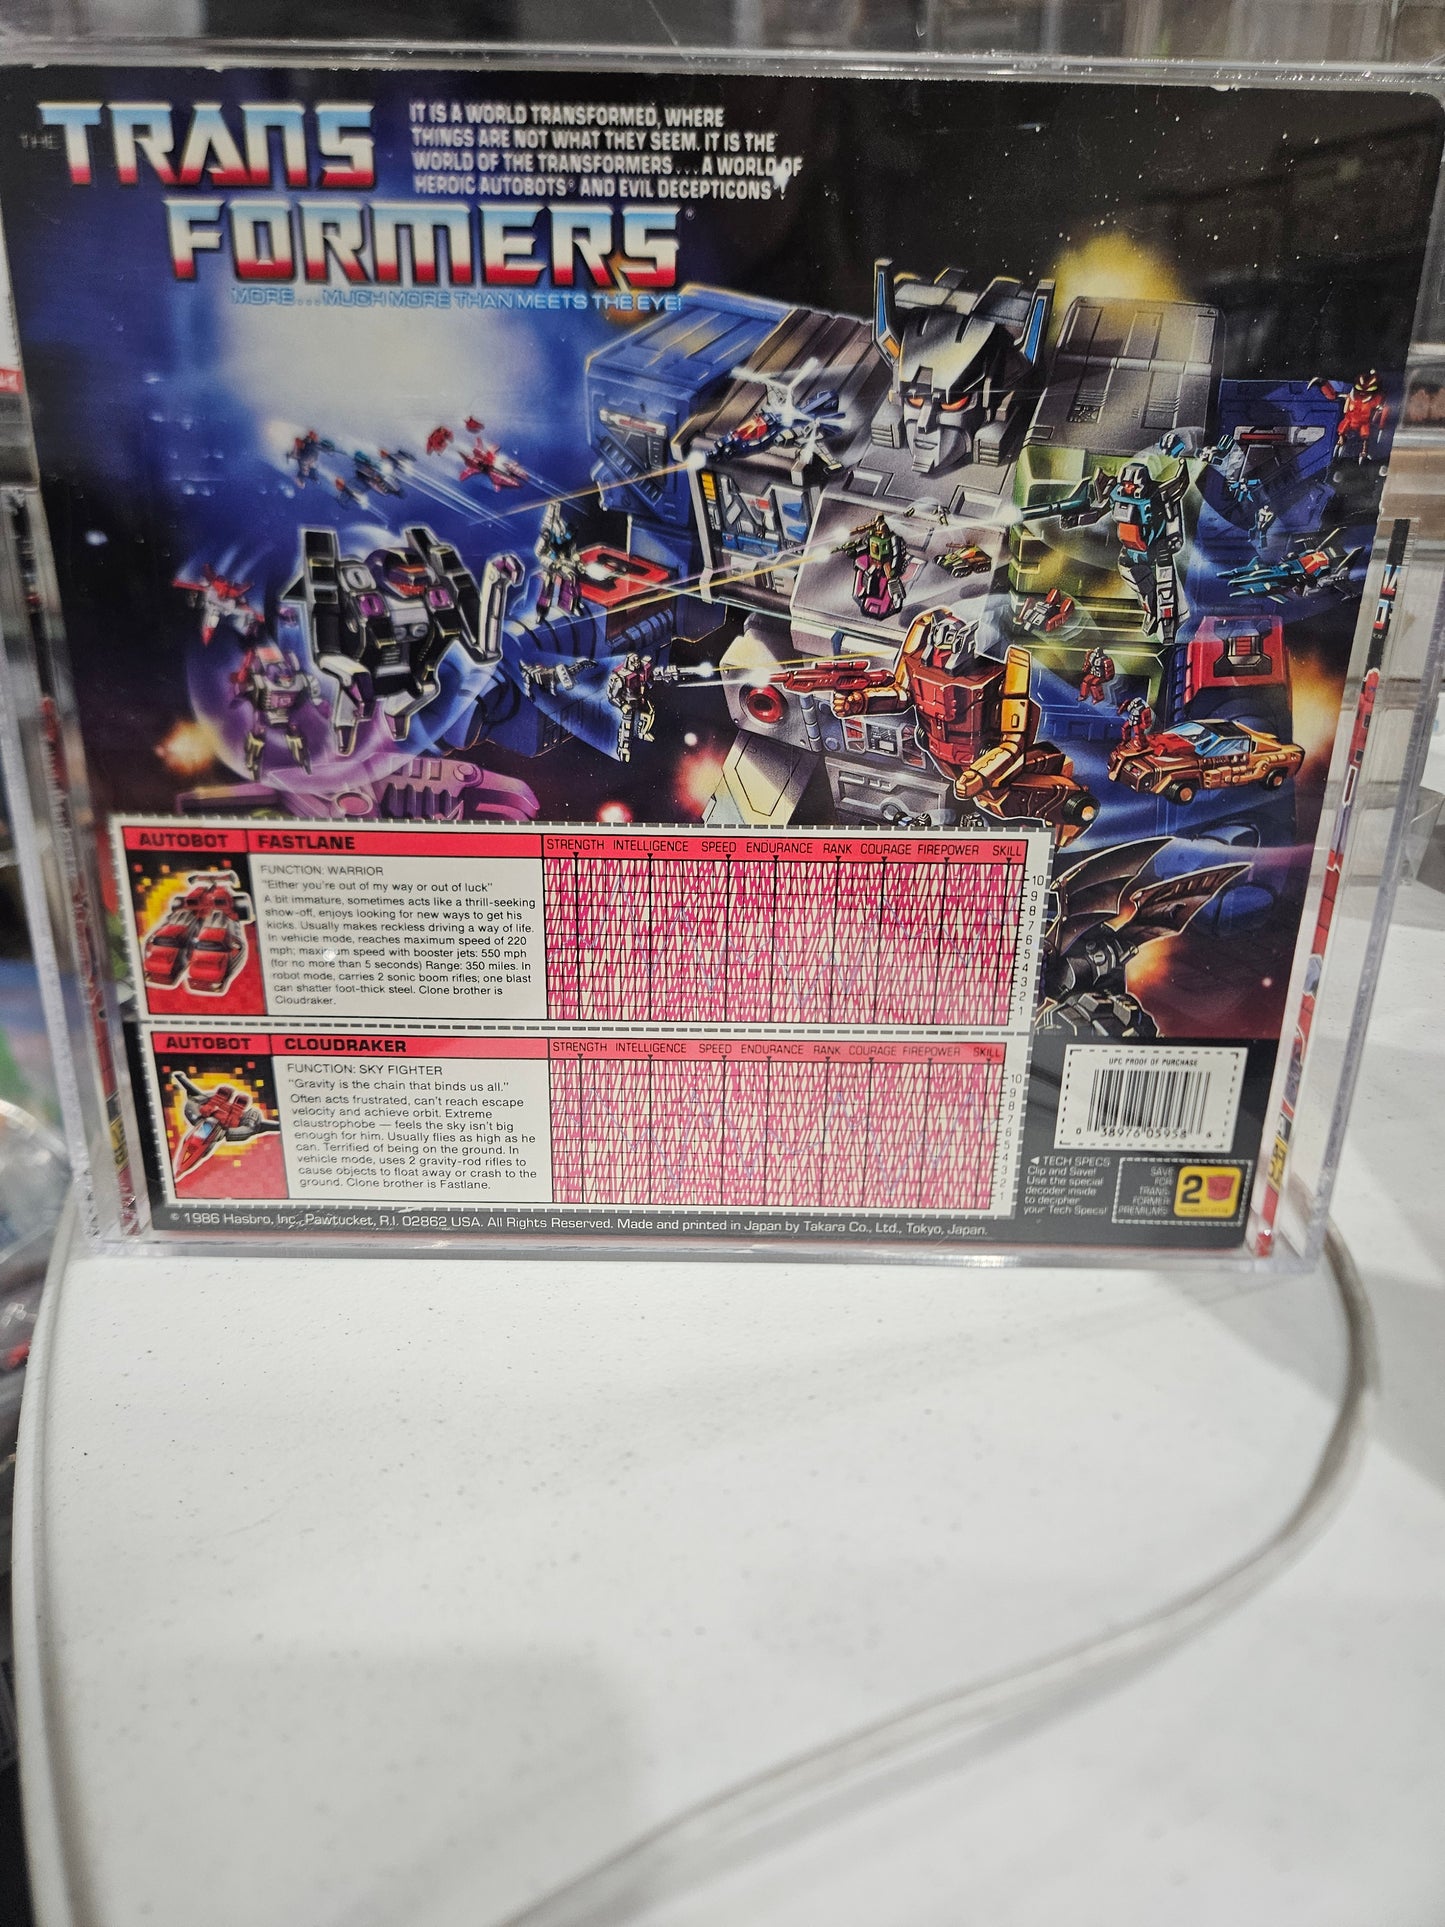 THE TRANS
FORMERS®
IT IS A WORLD TRANSFORMED, WHERE
THINGS ARE NOT WHAT THEY SEEM. IT IS THE
WORLD OF THE TRANSFORMERS...A WORLD OF
HEROIC AUTOBOTS® AND EVIL DECEPTICONS®!
MORE...MUCH MORE THAN MEETS THE EYE!
AUTOBOT FASTLANE
FUNCTION: WARRIOR
"Either you're out of my way or out of luck"
A bit immature, sometimes acts like a thrill-seeking
show-off, enjoys looking for new ways to get his
kicks. Usually makes reckless driving a way of life.
In vehicle mode, reaches maximum speed of 220
mph; maximum speed with booster jets: 550 mph
(for no more than 5 seconds) Range: 350 miles. In
robot mode, carries 2 sonic boom rifles; one blast
can shatter foot-thick steel. Clone brother is
Cloudraker.
STRENGTH INTELLIGENCE SPEED ENDURANCE RANK COURAGE FIREPOWER SKILL
10
9
8
7
6
5
4
3
2
1
AUTOBOT CLOUDRAKER
FUNCTION: SKY FIGHTER
"Gravity is the chain that binds us all."
Often acts frustrated, can't reach escape
velocity and achieve orbit. Extreme
claustrophobe — feels the sky isn't big
enough for him. Usually flies as high as he
can. Terrified of being on the ground. In
vehicle mode, uses 2 gravity-rod rifles to
cause objects to float away or crash to the
ground. Clone brother is Fastlane.
STRENGTH INTELLIGENCE SPEED ENDURANCE RANK COURAGE FIREPOWER SKILL
10
9
8
7
6
5
4
3
2
1
UPC PROOF OF PURCHASE
0 38976 05958 6
◄ TECH SPECS
Clip and Save!
Use the special
decoder inside
to decipher
your Tech Specs!
SAVE
FOR
TRANS-
FORMER
PREMIUMS
2
© 1986 Hasbro, Inc., Pawtucket, R.I. 02862 USA. All Rights Reserved. Made and printed in Japan by Takara Co., Ltd., Tokyo, Japan.